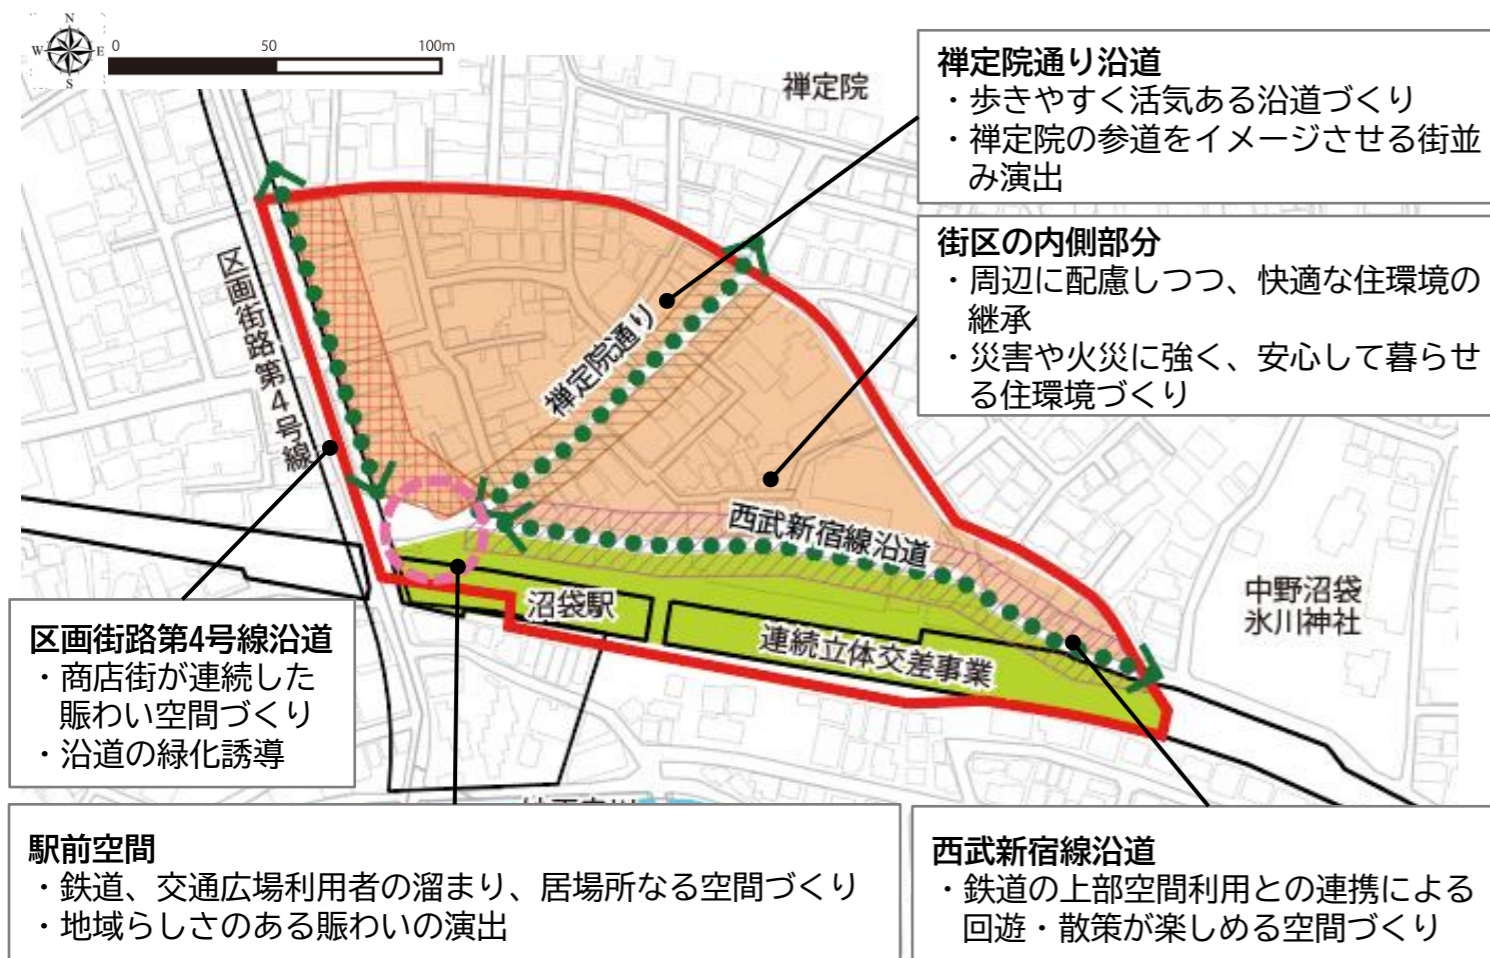 N
W
E
S
0
50
100m
禅定院
禅定院通り沿道
・歩きやすく活気ある沿道づくり
・禅定院の参道をイメージさせる街並
み演出
街区の内側部分
・周辺に配慮しつつ、快適な住環境の
継承
・災害や火災に強く、安心して暮らせ
る住環境づくり
区画街路第4号線
禅定院通り
西武新宿線沿道
沼袋駅
連続立体交差事業
中野沼袋
氷川神社
区画街路第4号線沿道
・商店街が連続した
賑わい空間づくり
・沿道の緑化誘導
駅前空間
・鉄道、交通広場利用者の溜まり、居場所なる空間づくり
・地域らしさのある賑わいの演出
西武新宿線沿道
・鉄道の上部空間利用との連携による
回遊・散策が楽しめる空間づくり